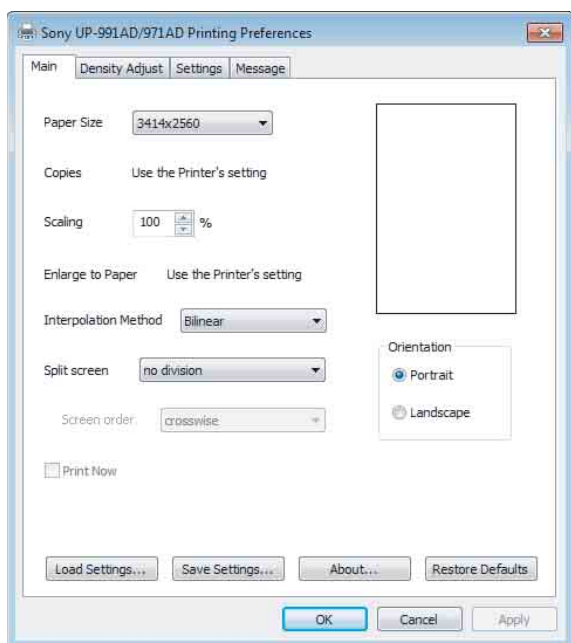 Sony UP-991AD/971AD Printing Preferences
Main Density Adjust Settings Message
Paper Size 3414x2560
Copies Use the Printer's setting
Scaling 100 %
Enlarge to Paper Use the Printer's setting
Interpolation Method Bilinear
Orientation
Split screen no division
Portrait
Screen order: crosswise
Landscape
Print Now
Load Settings... Save Settings... About... Restore Defaults
OK Cancel Apply